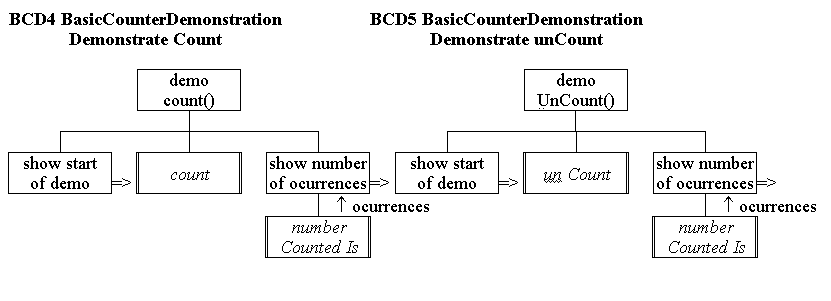 BCD4 BasicCounterDemonstration
Demonstrate Count
demo
count()
show start
of demo
=>
count
show number
of ocurrences
=>
↑ ocurrences
number
Counted Is
BCD5 BasicCounterDemonstration
Demonstrate unCount
demo
UnCount()
show start
of demo
=>
un Count
show number
of ocurrences
=>
↑ ocurrences
number
Counted Is